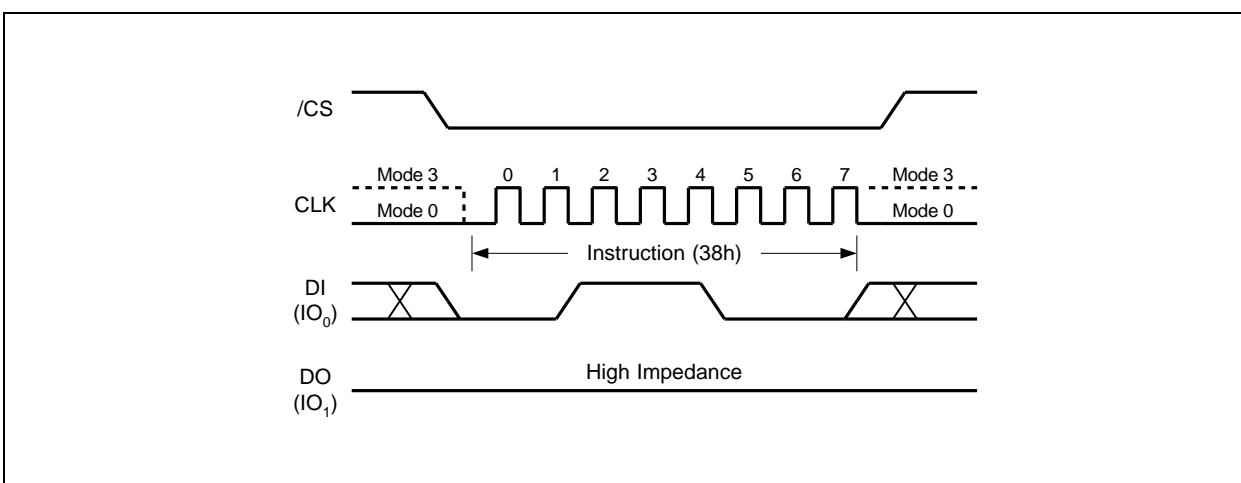 /CS
Mode 3 0 1 2 3 4 5 6 7 Mode 3
CLK
Mode 0 Mode 0
Instruction (38h)
DI
(IO₀)
High Impedance
DO
(IO₁)